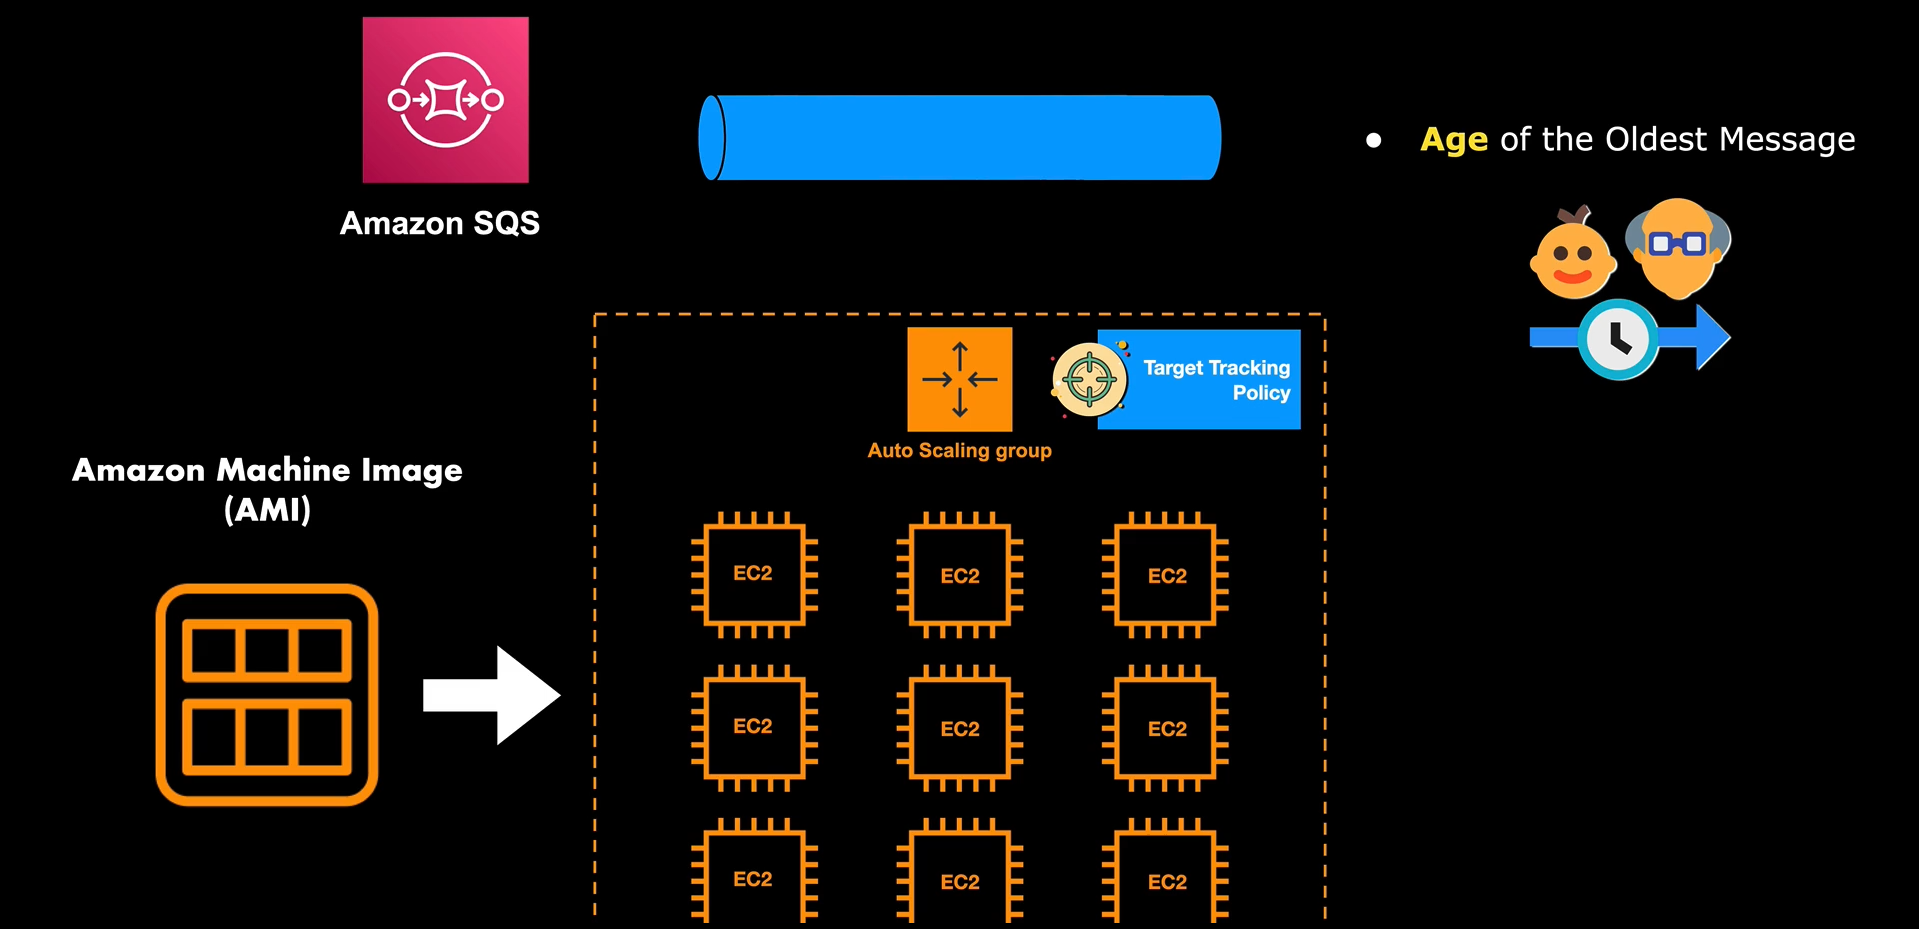 Amazon SQS
● Age of the Oldest Message
Target Tracking
Policy
Auto Scaling group
Amazon Machine Image
(AMI)
EC2
EC2
EC2
EC2
EC2
EC2
EC2
EC2
EC2